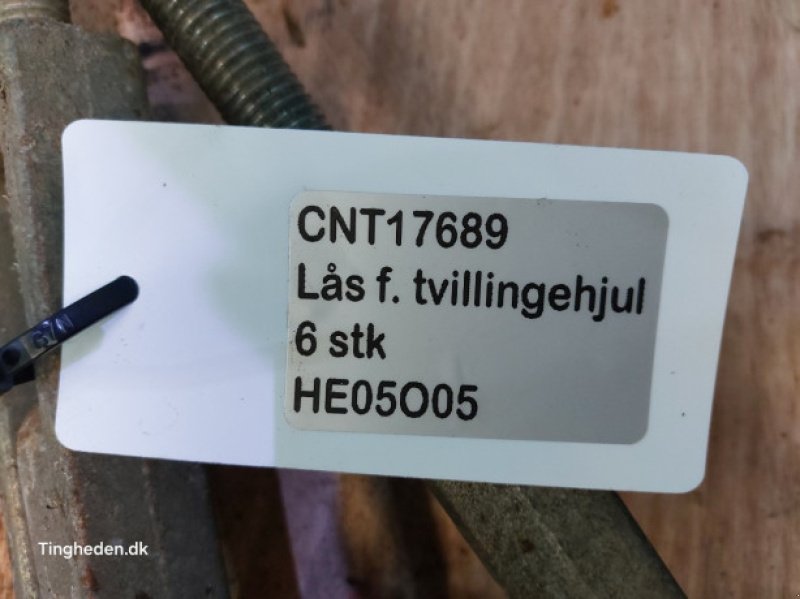 CNT17689
Lås f. tvillingehjul
6 stk
HE05O05
Tingheden.dk